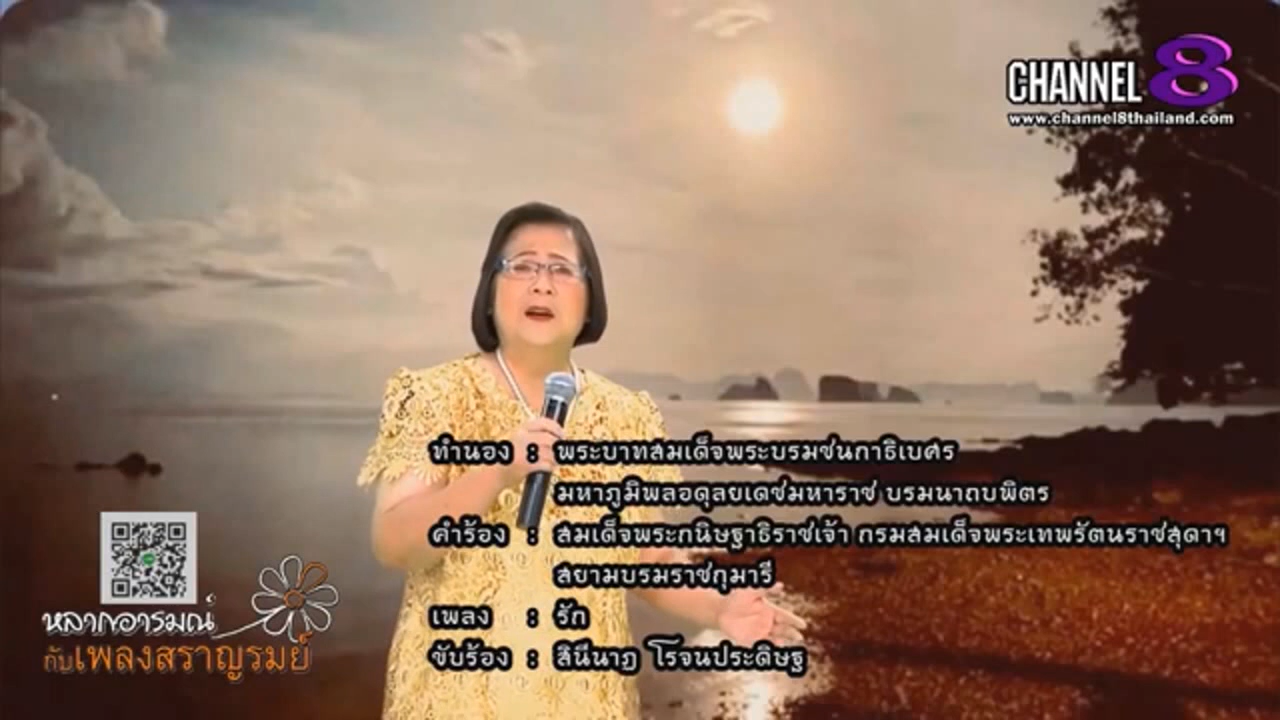 CHANNEL 8
www.channel8thailand.com
ทำนอง : พระบาทสมเด็จพระบรมชนกาธิเบศร
มหาภูมิพลอดุลยเดชมหาราช บรมนาถบพิตร
คำร้อง : สมเด็จพระกนิษฐาธิราชเจ้า กรมสมเด็จพระเทพรัตนราชสุดาฯ
สยามบรมราชกุมารี
เพลง : รัก
ขับร้อง : สินีนาฏ โรจนประดิษฐ
หลากอารมณ์
กับเพลงสราญรมย์